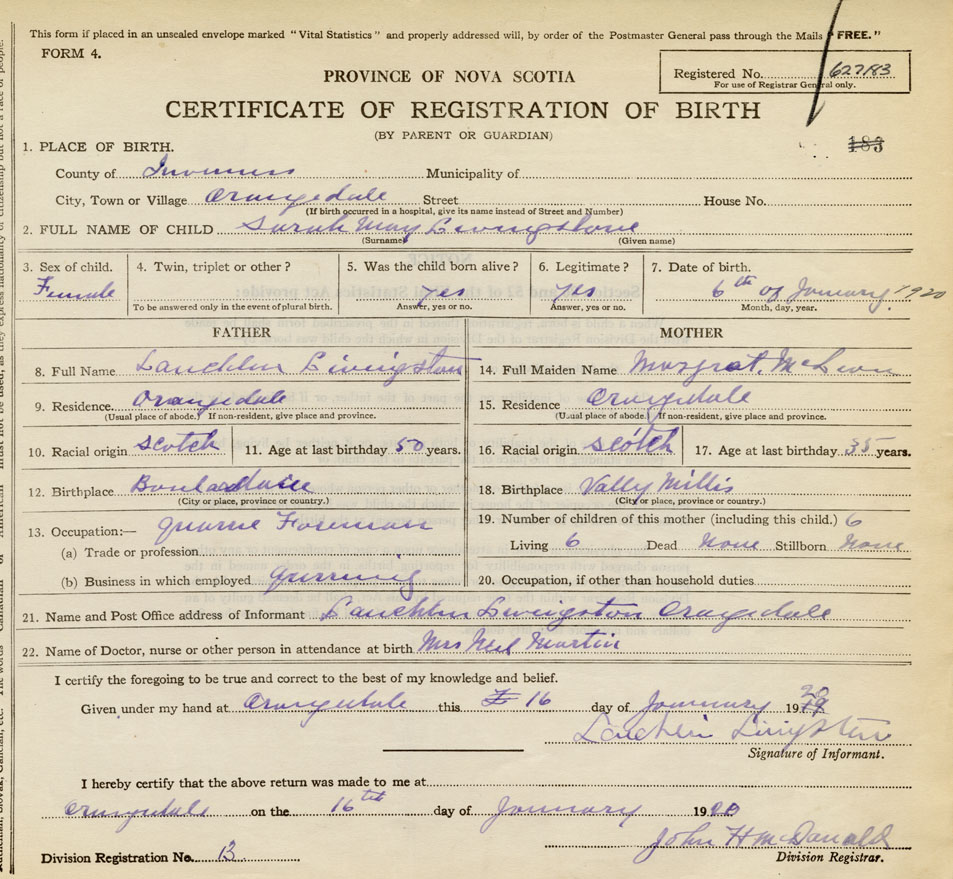 This form if placed in an unsealed envelope marked "Vital Statistics" and properly addressed will, by order of the Postmaster General pass through the Mails "FREE."
FORM 4.
PROVINCE OF NOVA SCOTIA
Registered No. 62783
For use of Registrar General only.
CERTIFICATE OF REGISTRATION OF BIRTH
(BY PARENT OR GUARDIAN)
183
1. PLACE OF BIRTH.
County of Inverness Municipality of
City, Town or Village Orangedale Street House No.
(If birth occurred in a hospital, give its name instead of Street and Number)
2. FULL NAME OF CHILD Sarah May Livingstone
(Surname) (Given name)
3. Sex of child. 4. Twin, triplet or other? 5. Was the child born alive? 6. Legitimate? 7. Date of birth.
Female yes yes 6th of January 1920
To be answered only in the event of plural birth. Answer, yes or no. Answer, yes or no. Month, day, year.
FATHER MOTHER
8. Full Name Lauchlin Livingston 14. Full Maiden Name Margrat. McLean
9. Residence Orangedale 15. Residence Orangedale
(Usual place of abode. If non-resident, give place and province. (Usual place of abode. If non-resident, give place and province.
10. Racial origin scotch 11. Age at last birthday 50 years. 16. Racial origin scotch 17. Age at last birthday 35 years.
12. Birthplace 18. Birthplace Vally Millis
(City or place, province or country.) (City or place, province or country.)
13. Occupation:— Foreman 19. Number of children of this mother (including this child.) 6
(a) Trade or profession Living 6 Dead None Stillborn None
(b) Business in which employed 20. Occupation, if other than household duties
21. Name and Post Office address of Informant Lauchlin Livingston Orangedale
22. Name of Doctor, nurse or other person in attendance at birth Mrs Neil Martin
I certify the foregoing to be true and correct to the best of my knowledge and belief.
Given under my hand at Orangedale this 16 day of January 1920
Lauchlin Livingston
Signature of Informant.
I hereby certify that the above return was made to me at
Orangedale on the 16th day of January 1920
John H McDonald
Division Registration No. 13 Division Registrar.